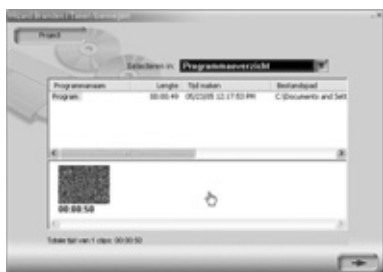 Wizard Branden / Taken toevoegen
Project
Selecteren in: Programmaoverzicht
Programmanaam Lengte Tijd maken Bestandspad
Program 00:00:49 05/23/05 12:17:53 PM C:\Documents and Sett
00:00:50
Totale tijd van 1 clips: 00:00:50